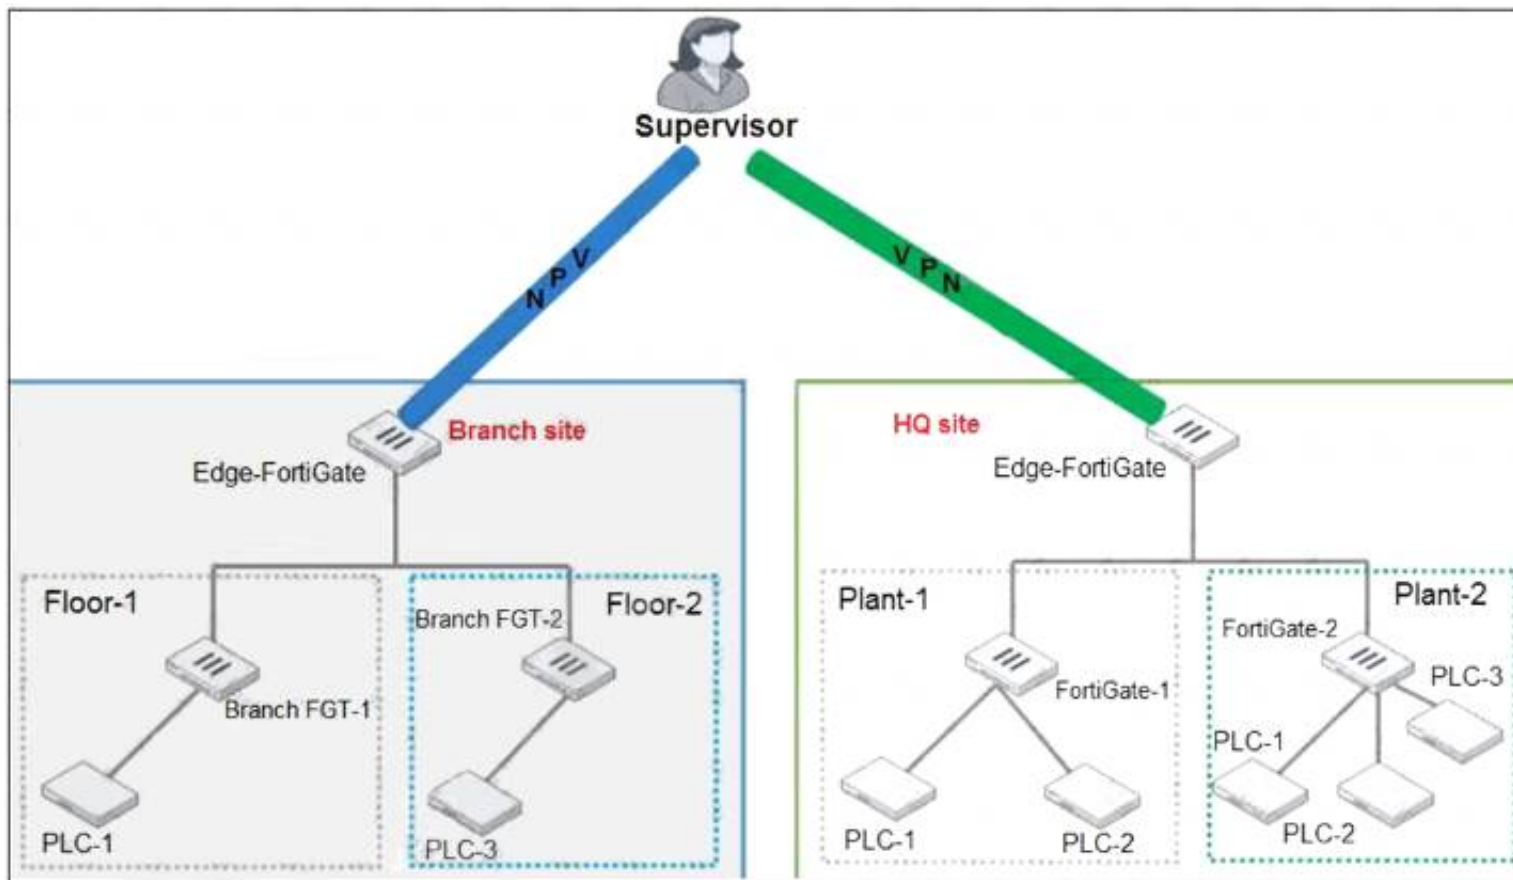 Supervisor
VPN
VPN
Branch site
Edge-FortiGate
HQ site
Edge-FortiGate
Floor-1
Branch FGT-1
PLC-1
Floor-2
Branch FGT-2
PLC-3
Plant-1
FortiGate-1
PLC-1
PLC-2
Plant-2
FortiGate-2
PLC-3
PLC-1
PLC-2